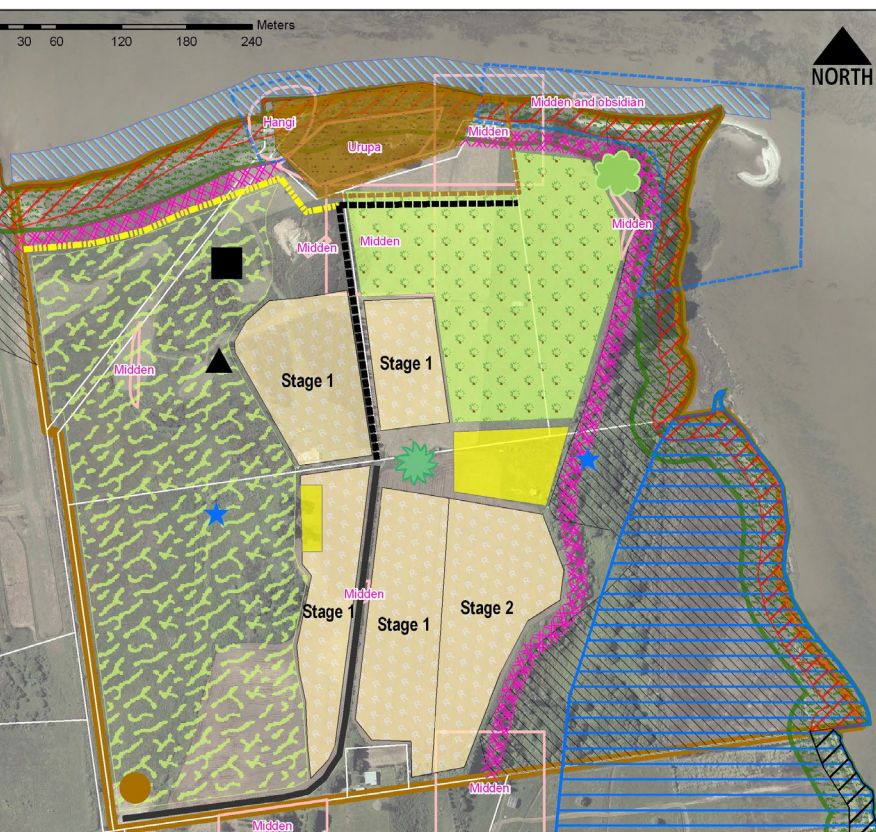 Meters
30 60 120 180 240
NORTH
Midden and obsidian
Hangi
Midden
Urupa
Midden
Midden
Midden
Stage 1
Stage 1
Midden
Midden
Stage 1
Stage 1
Stage 2
Midden
Midden